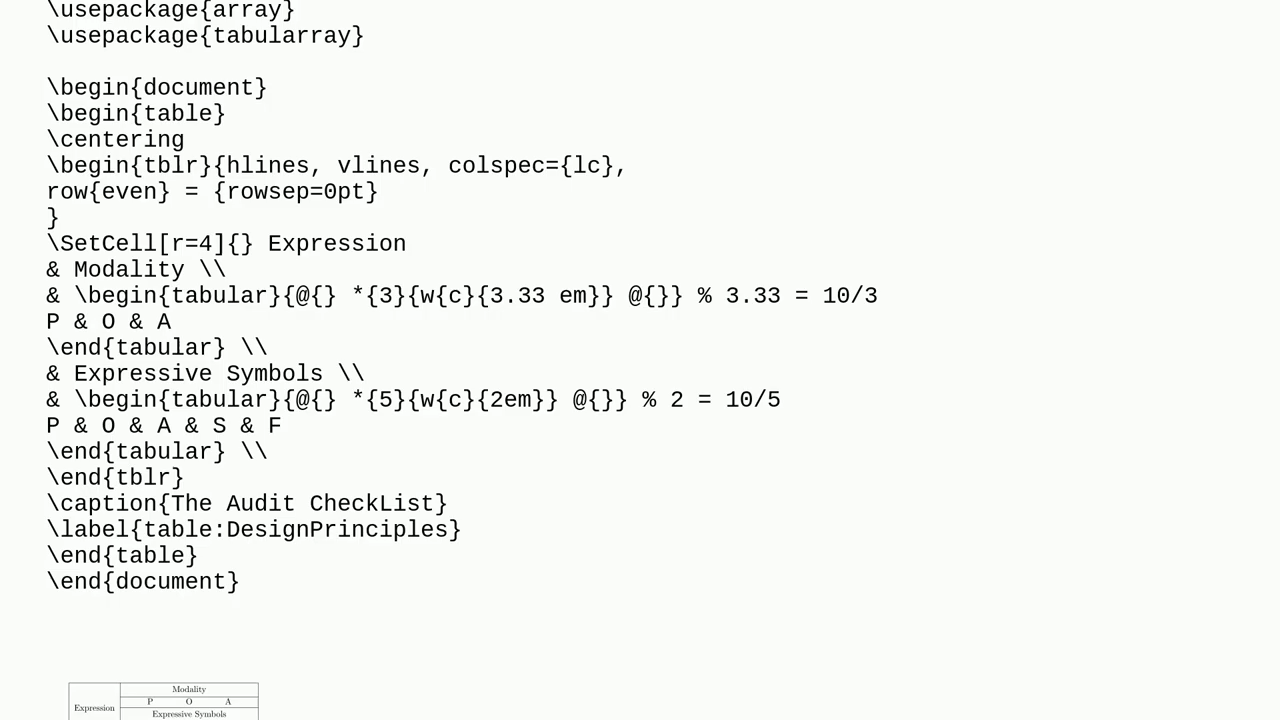 \usepackage{array}
\usepackage{tabularray}
\begin{document}
\begin{table}
\centering
\begin{tblr}{hlines, vlines, colspec={lc},
row{even} = {rowsep=0pt}
}
\SetCell[r=4]{} Expression
& Modality \\
& \begin{tabular}{@{} *{3}{w{c}{3.33 em}} @{}} % 3.33 = 10/3
P & O & A
\end{tabular} \\
& Expressive Symbols \\
& \begin{tabular}{@{} *{5}{w{c}{2em}} @{}} % 2 = 10/5
P & O & A & S & F
\end{tabular} \\
\end{tblr}
\caption{The Audit CheckList}
\label{table:DesignPrinciples}
\end{table}
\end{document}
Modality
P O A
Expression
Expressive Symbols